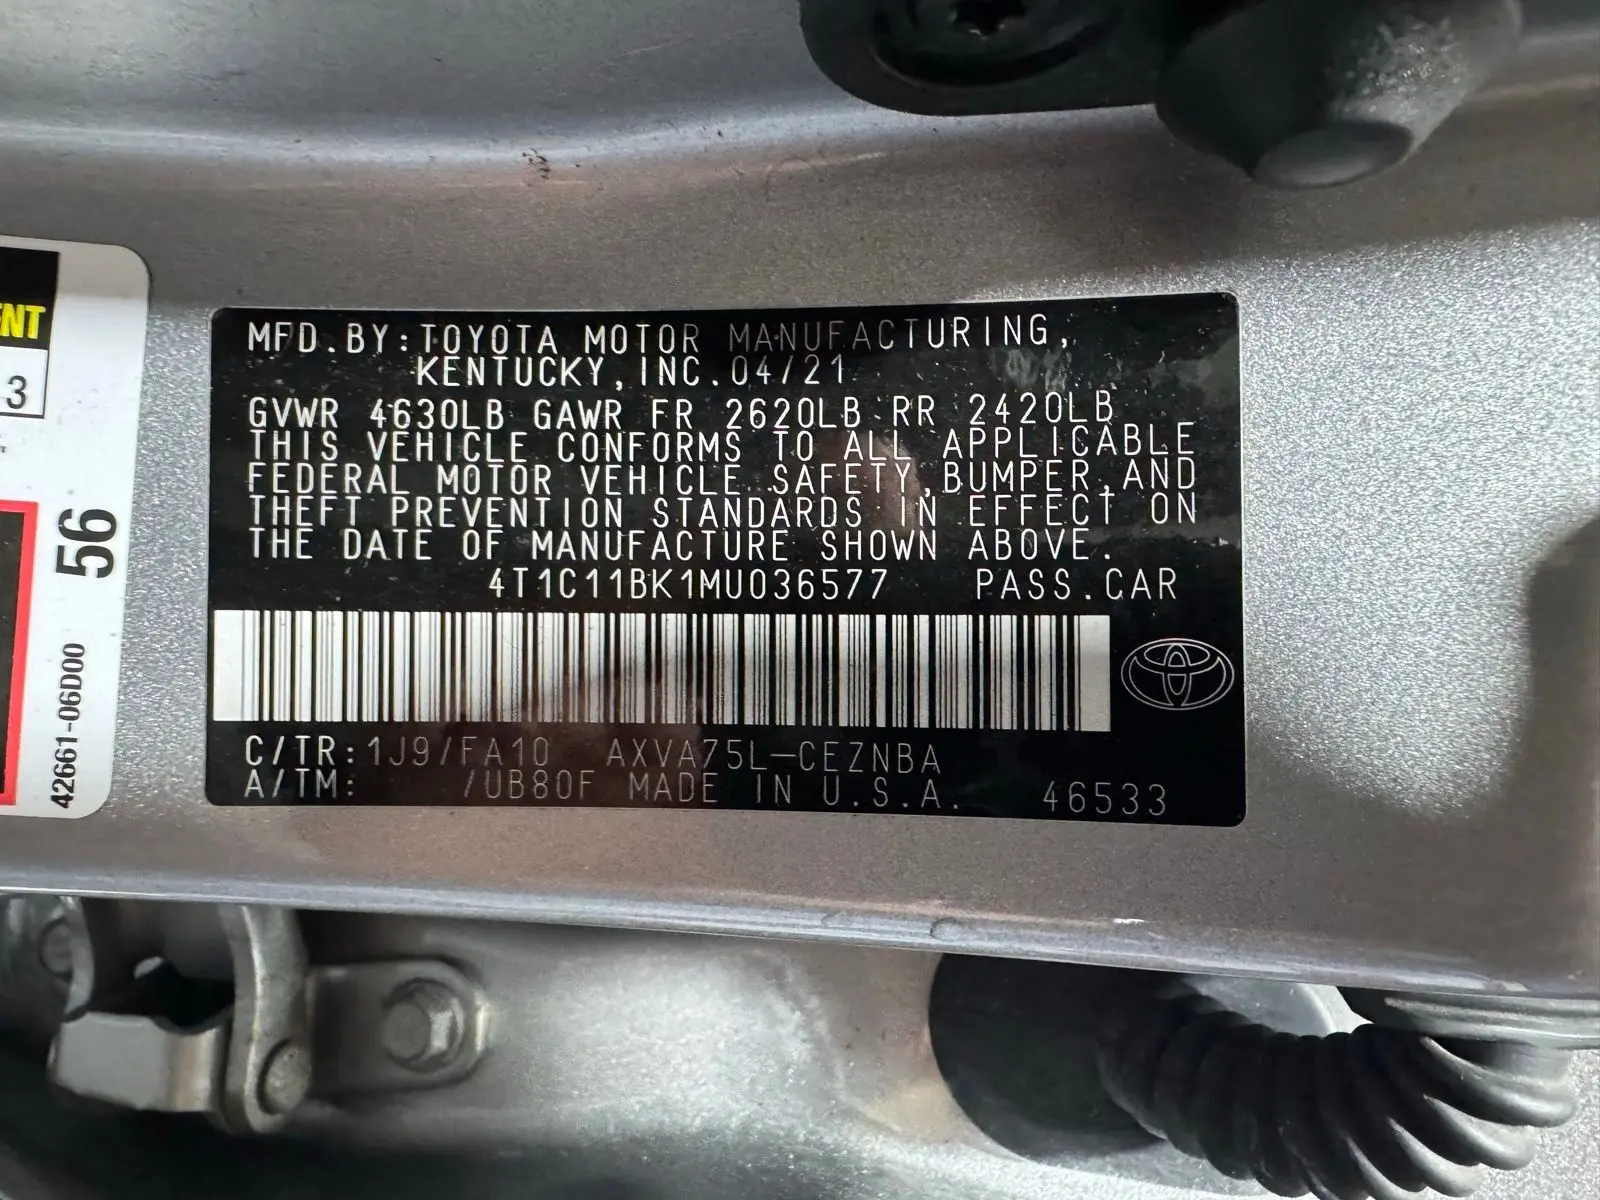 ENT
3
56
42661-06D00
MFD.BY:TOYOTA MOTOR MANUFACTURING,
KENTUCKY,INC.04/21
GVWR 4630LB GAWR FR 2620LB RR 2420LB
THIS VEHICLE CONFORMS TO ALL APPLICABLE
FEDERAL MOTOR VEHICLE SAFETY,BUMPER,AND
THEFT PREVENTION STANDARDS IN EFFECT ON
THE DATE OF MANUFACTURE SHOWN ABOVE.
4T1C11BK1MU036577 PASS.CAR
C/TR:1J9/FA10 AXVA75L-CEZNBA
A/TM: /UB80F MADE IN U.S.A. 46533